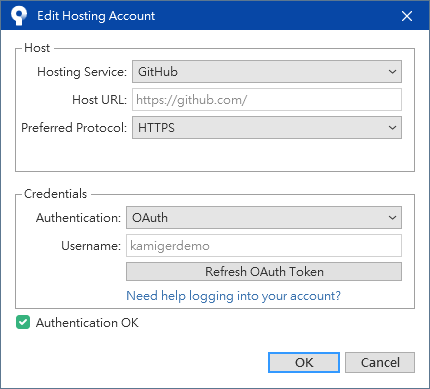 Edit Hosting Account
Host
Hosting Service: GitHub
Host URL: https://github.com/
Preferred Protocol: HTTPS
Credentials
Authentication: OAuth
Username: kamigerdemo
Refresh OAuth Token
Need help logging into your account?
Authentication OK
OK Cancel